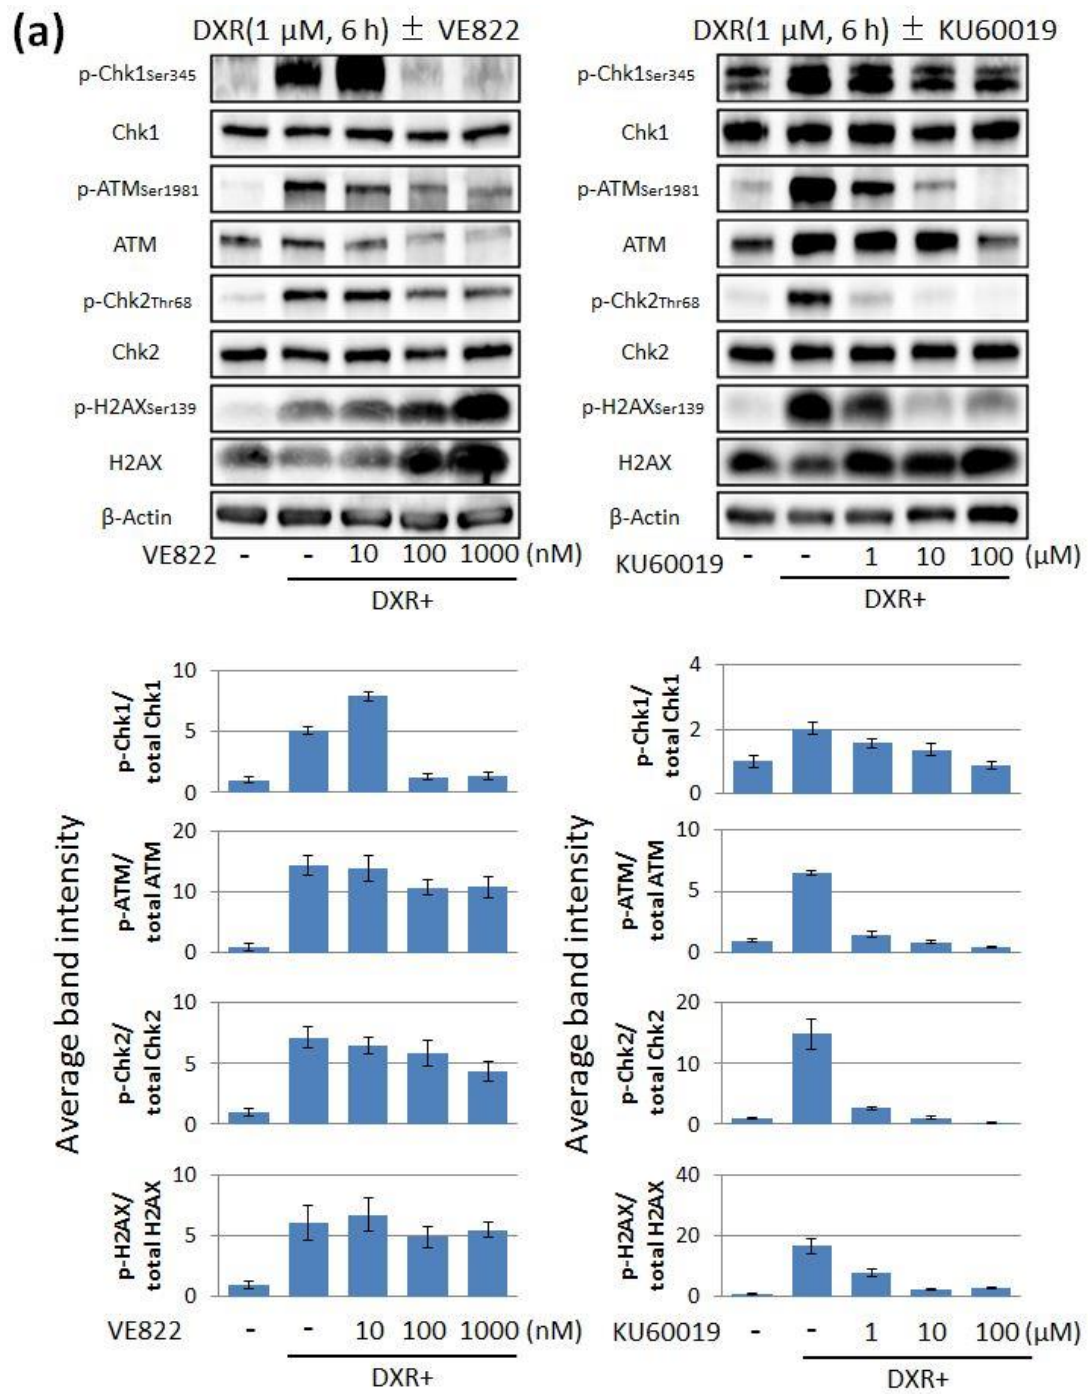 (a)
DXR(1 µM, 6 h) ± VE822
p-Chk1Ser345
Chk1
p-ATMSer1981
ATM
p-Chk2Thr68
Chk2
p-H2AXSer139
H2AX
β-Actin
VE822 - - 10 100 1000 (nM)
DXR+
DXR(1 µM, 6 h) ± KU60019
p-Chk1Ser345
Chk1
p-ATMSer1981
ATM
p-Chk2Thr68
Chk2
p-H2AXSer139
H2AX
β-Actin
KU60019 - - 1 10 100 (µM)
DXR+
Average band intensity
p-Chk1/
total Chk1
10
5
0
p-ATM/
total ATM
20
10
0
p-Chk2/
total Chk2
10
5
0
p-H2AX/
total H2AX
10
5
0
VE822 - - 10 100 1000 (nM)
DXR+
Average band intensity
p-Chk1/
total Chk1
4
2
0
p-ATM/
total ATM
10
5
0
p-Chk2/
total Chk2
20
10
0
p-H2AX/
total H2AX
40
20
0
KU60019 - - 1 10 100 (µM)
DXR+